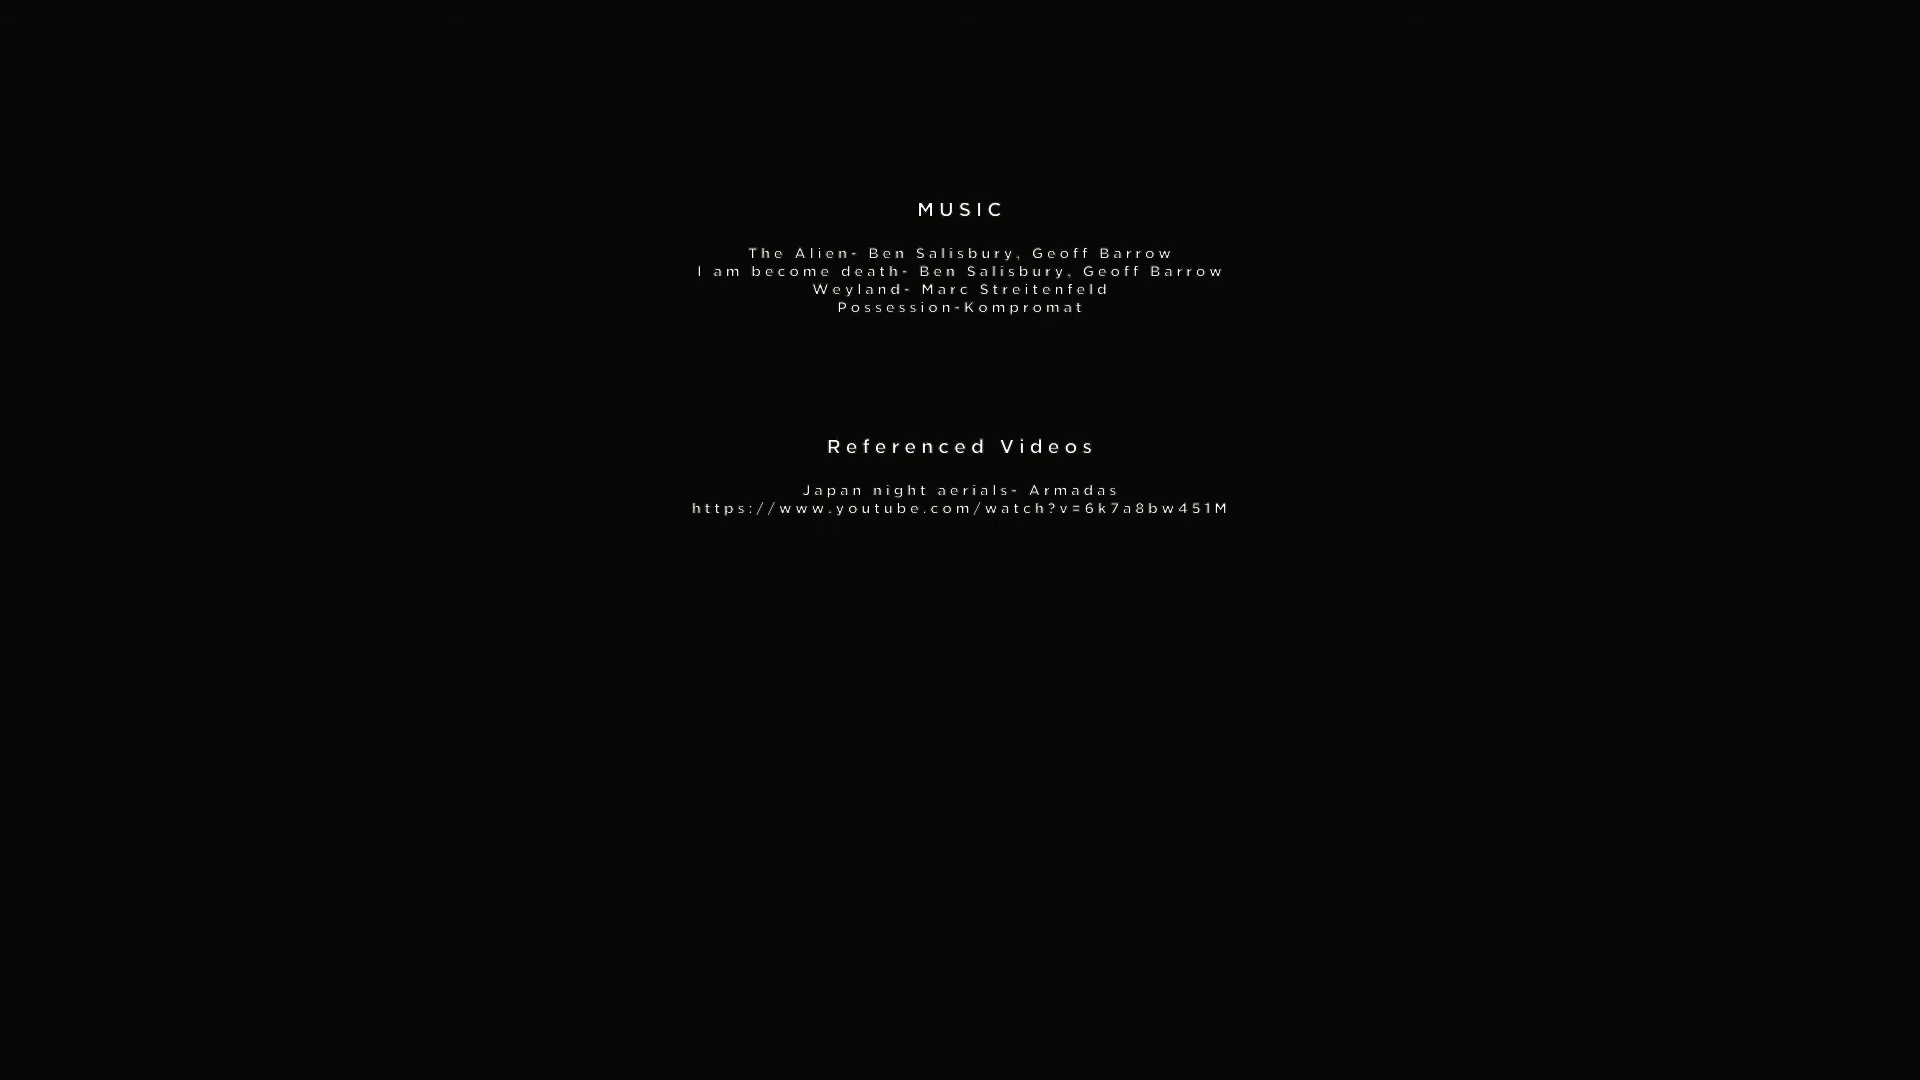 MUSIC
The Alien- Ben Salisbury, Geoff Barrow
I am become death- Ben Salisbury, Geoff Barrow
Weyland- Marc Streitenfeld
Possession-Kompromat
Referenced Videos
Japan night aerials- Armadas
https://www.youtube.com/watch?v=6k7a8bw451M